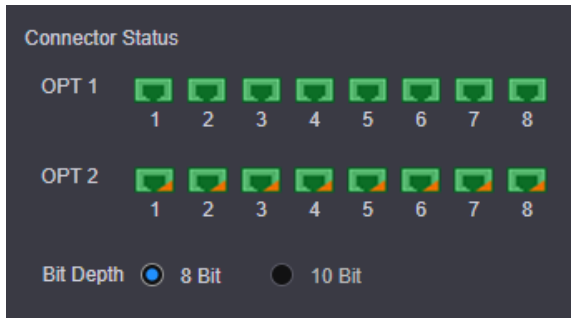 Connector Status
OPT 1
1 2 3 4 5 6 7 8
OPT 2
1 2 3 4 5 6 7 8
Bit Depth 8 Bit 10 Bit